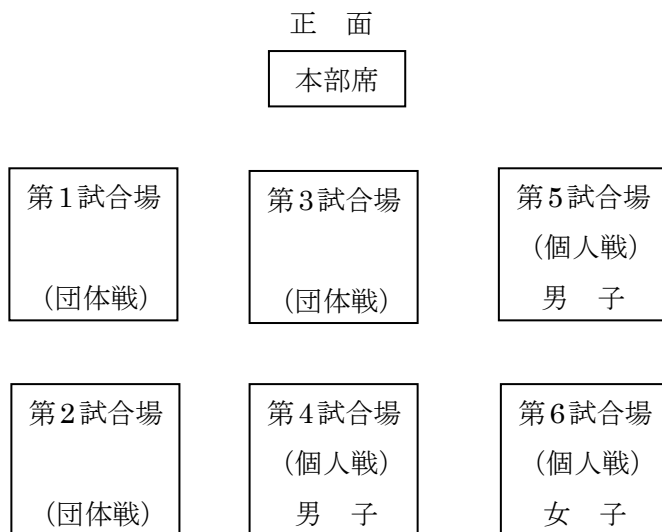 正　面
本部席
第1試合場
(団体戦)
第3試合場
(団体戦)
第5試合場
(個人戦)
男　子
第2試合場
(団体戦)
第4試合場
(個人戦)
男　子
第6試合場
(個人戦)
女　子